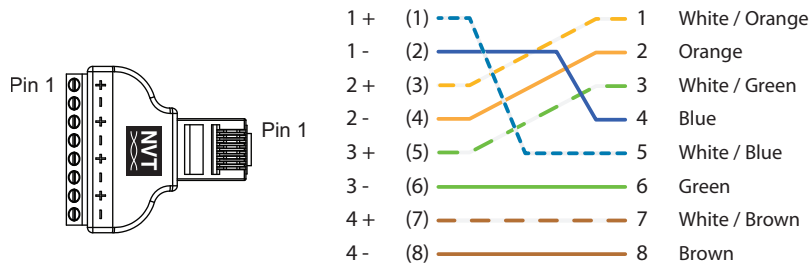 1 + (1) 1 White / Orange
1 - (2) 2 Orange
2 + (3) 3 White / Green
2 - (4) 4 Blue
3 + (5) 5 White / Blue
3 - (6) 6 Green
4 + (7) 7 White / Brown
4 - (8) 8 Brown
Pin 1
+
-
+
-
+
-
+
-
NVT
Pin 1